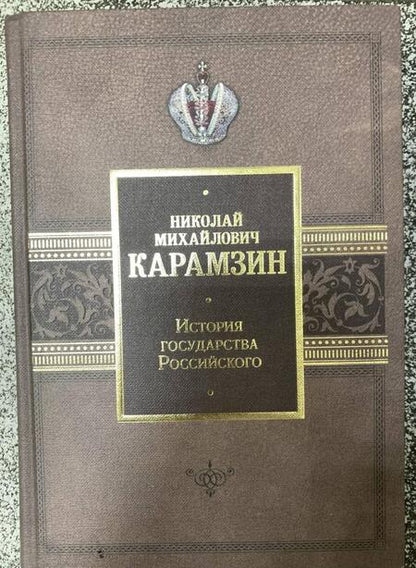 НИКОЛАЙ
МИХАЙЛОВИЧ
КАРАМЗИН
История
государства
Российского